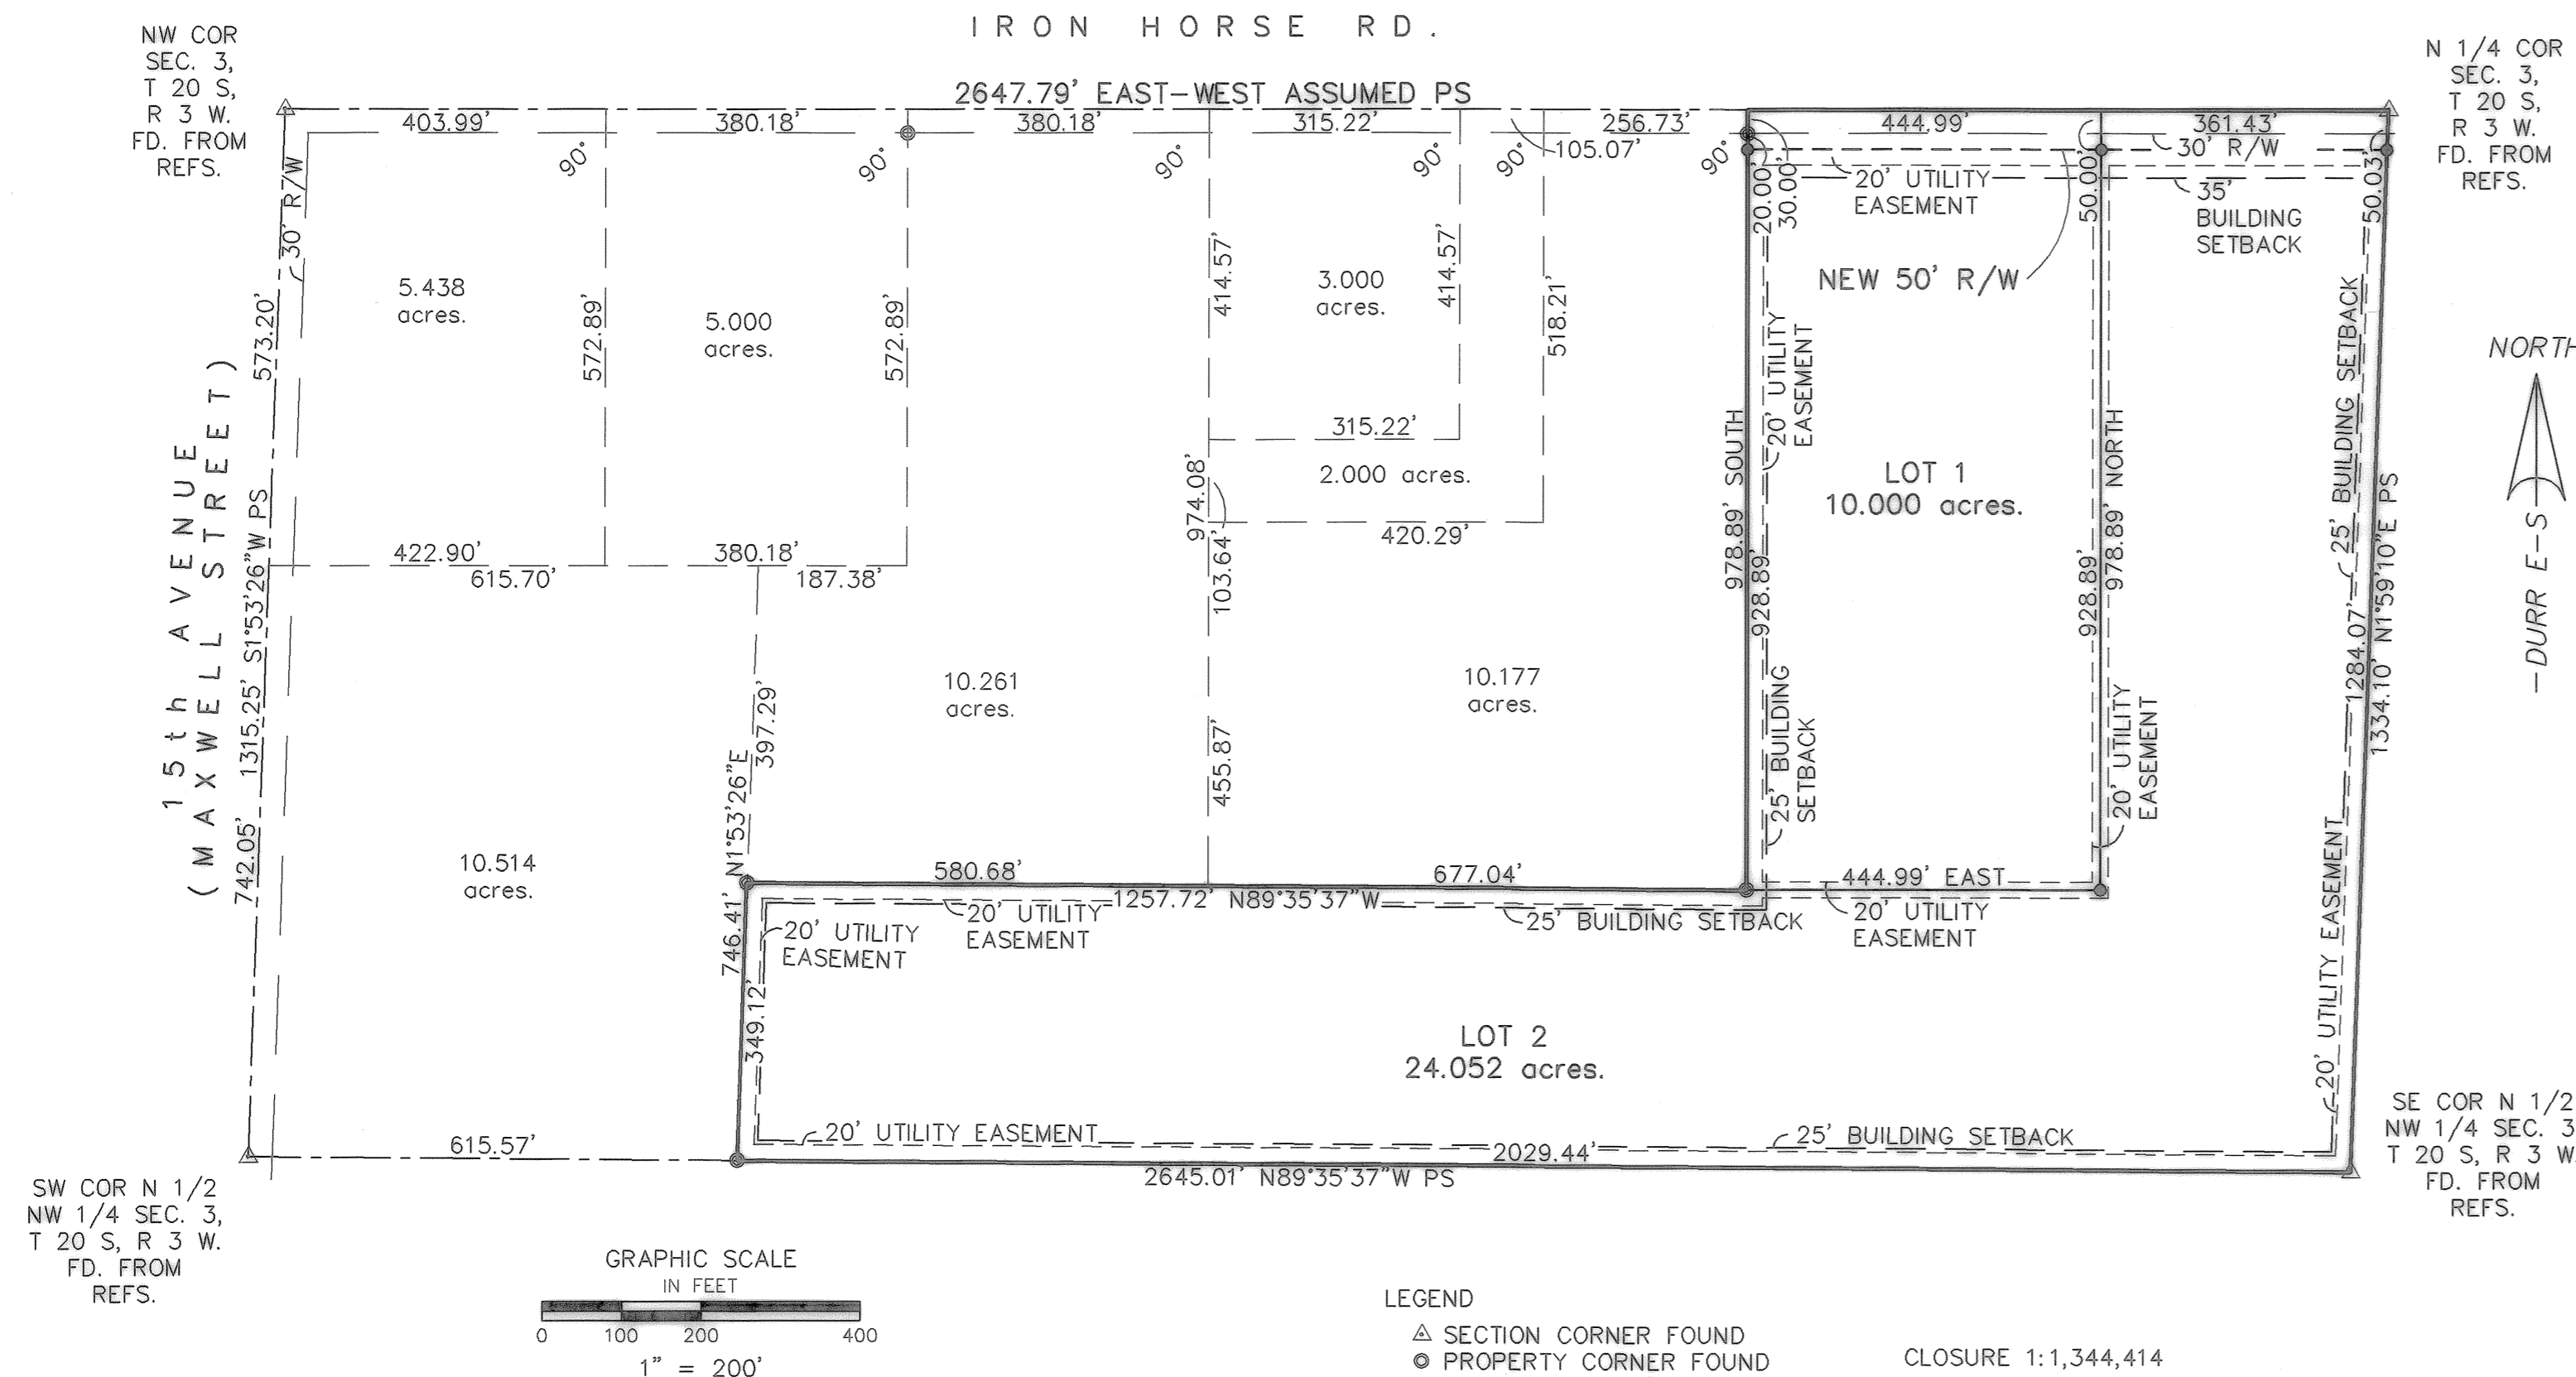 IRON HORSE RD.
NW COR
SEC. 3,
T 20 S,
R 3 W.
FD. FROM
REFS.
2647.79' EAST-WEST ASSUMED PS
N 1/4 COR
SEC. 3,
T 20 S,
R 3 W.
FD. FROM
REFS.
403.99'
380.18'
380.18'
315.22'
105.07'
256.73'
444.99'
361.43'
30' R/W
90°
90°
90°
90°
90°
90°
30' R/W
20.00'
30.00'
50.00'
50.03'
20' UTILITY
EASEMENT
35'
BUILDING
SETBACK
NEW 50' R/W
15th AVENUE
(MAXWELL STREET)
573.20'
1315.25' S1°53'26"W PS
742.05'
5.438
acres.
572.89'
5.000
acres.
572.89'
414.57'
3.000
acres.
414.57'
518.21'
315.22'
2.000 acres.
974.08'
420.29'
103.64'
422.90'
380.18'
615.70'
187.38'
20' UTILITY
EASEMENT
978.89' SOUTH
928.89'
LOT 1
10.000 acres.
928.89'
978.89' NORTH
25' BUILDING SETBACK
1284.07'
1334.10' N1°59'10"E PS
NORTH
-DURR E-S-
397.29'
10.261
acres.
455.87'
10.177
acres.
25' BUILDING
SETBACK
20' UTILITY
EASEMENT
10.514
acres.
746.41' N1°53'26"E
580.68'
677.04'
1257.72' N89°35'37"W
444.99' EAST
20' UTILITY
EASEMENT
20' UTILITY
EASEMENT
25' BUILDING SETBACK
20' UTILITY
EASEMENT
349.12'
LOT 2
24.052 acres.
20' UTILITY EASEMENT
20' UTILITY EASEMENT
25' BUILDING SETBACK
615.57'
2029.44'
2645.01' N89°35'37"W PS
SW COR N 1/2
NW 1/4 SEC. 3,
T 20 S, R 3 W.
FD. FROM
REFS.
SE COR N 1/2
NW 1/4 SEC. 3
T 20 S, R 3 W
FD. FROM
REFS.
GRAPHIC SCALE
IN FEET
0 100 200 400
1" = 200'
LEGEND
SECTION CORNER FOUND
PROPERTY CORNER FOUND
CLOSURE 1:1,344,414